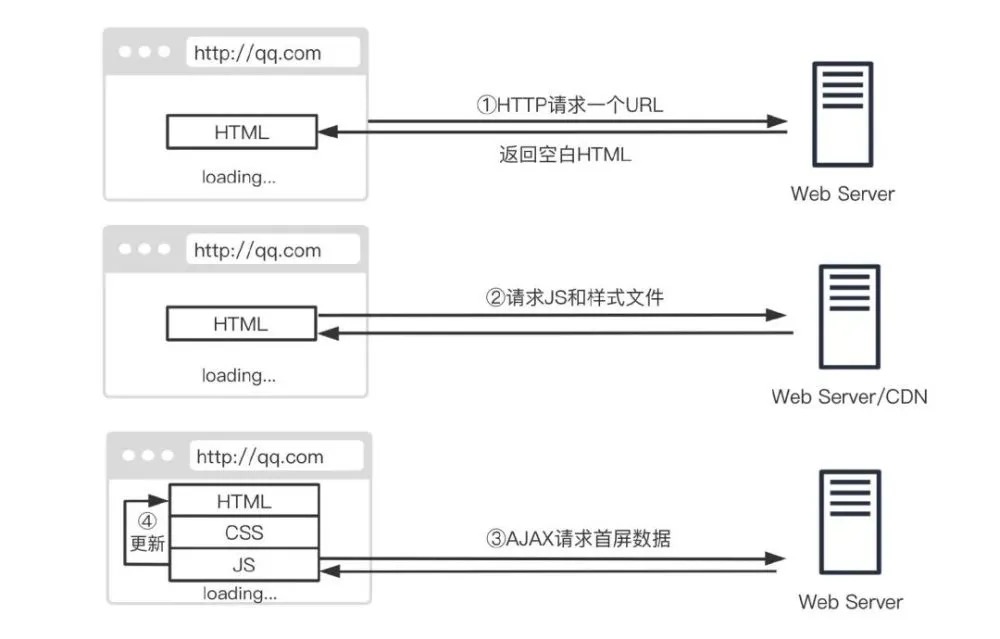 http://qq.com
①HTTP请求一个URL
HTML
返回空白HTML
loading...
Web Server
http://qq.com
②请求JS和样式文件
HTML
loading...
Web Server/CDN
http://qq.com
HTML
④
更新
CSS
③AJAX请求首屏数据
JS
loading...
Web Server